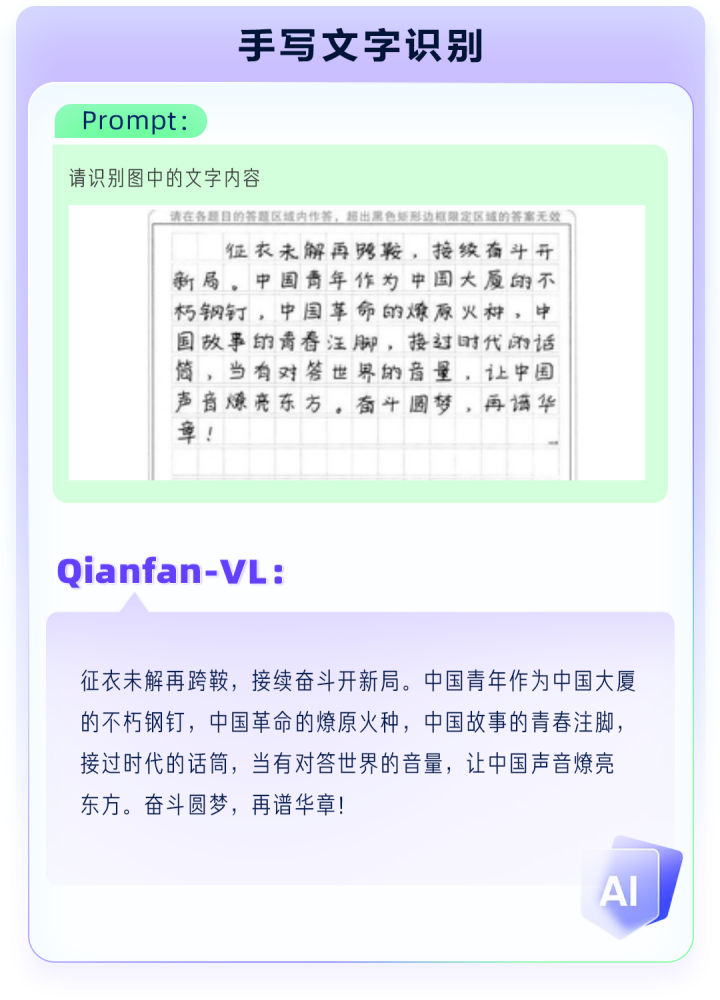 手写文字识别
Prompt：
请识别图中的文字内容
请在各题目的答题区域内作答，超出黑色矩形边框限定区域的答案无效
征衣未解再跨鞍，接续奋斗开
新局。中国青年作为中国大厦的不
朽钢钉，中国革命的燎原火种，中
国故事的青春注脚，接过时代的话
筒，当有对答世界的音量，让中国
声音燎亮东方。奋斗圆梦，再谱华
章！
Qianfan-VL：
征衣未解再跨鞍，接续奋斗开新局。中国青年作为中国大厦
的不朽钢钉，中国革命的燎原火种，中国故事的青春注脚，
接过时代的话筒，当有对答世界的音量，让中国声音燎亮
东方。奋斗圆梦，再谱华章！
AI